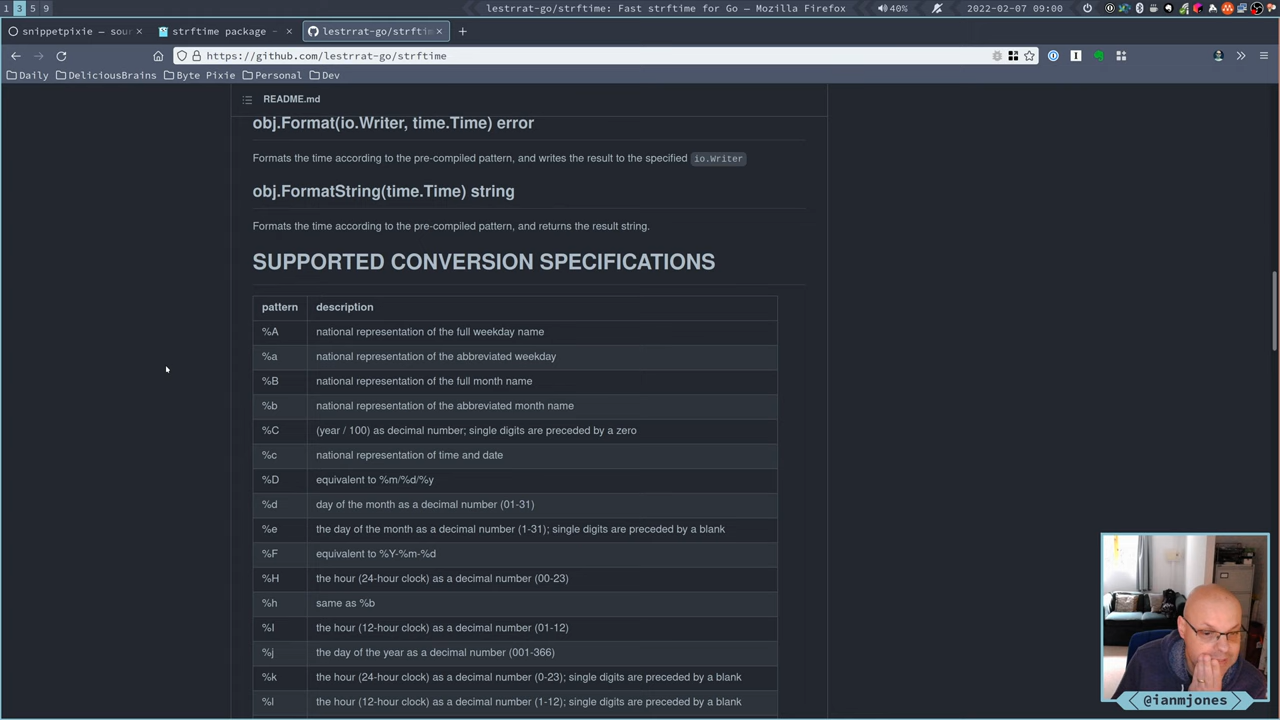 1 3 5 9
lestrrat-go/strftime: Fast strftime for Go — Mozilla Firefox
40%
2022-02-07 09:00
snippetpixie — sour
strftime package -
lestrrat-go/strftim
https://github.com/lestrrat-go/strftime
Daily DeliciousBrains Byte Pixie Personal Dev
README.md
obj.Format(io.Writer, time.Time) error
Formats the time according to the pre-compiled pattern, and writes the result to the specified io.Writer
obj.FormatString(time.Time) string
Formats the time according to the pre-compiled pattern, and returns the result string.
SUPPORTED CONVERSION SPECIFICATIONS
pattern description
%A national representation of the full weekday name
%a national representation of the abbreviated weekday
%B national representation of the full month name
%b national representation of the abbreviated month name
%C (year / 100) as decimal number; single digits are preceded by a zero
%c national representation of time and date
%D equivalent to %m/%d/%y
%d day of the month as a decimal number (01-31)
%e the day of the month as a decimal number (1-31); single digits are preceded by a blank
%F equivalent to %Y-%m-%d
%H the hour (24-hour clock) as a decimal number (00-23)
%h same as %b
%I the hour (12-hour clock) as a decimal number (01-12)
%j the day of the year as a decimal number (001-366)
%k the hour (24-hour clock) as a decimal number (0-23); single digits are preceded by a blank
%l the hour (12-hour clock) as a decimal number (1-12); single digits are preceded by a blank
@ianmjones